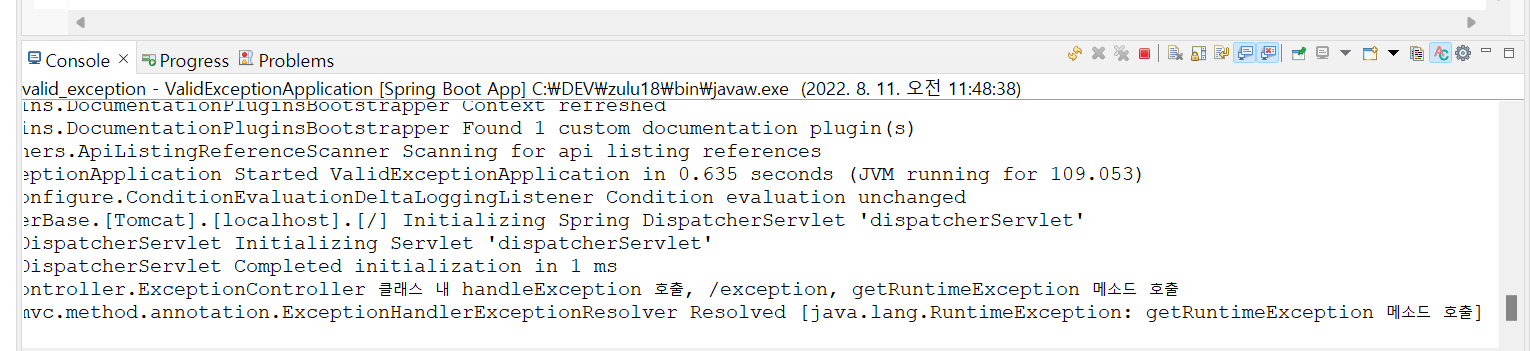 Console Progress Problems
valid_exception - ValidExceptionApplication [Spring Boot App] C:₩DEV₩zulu18₩bin₩javaw.exe (2022. 8. 11. 오전 11:48:38)
ins.DocumentationPluginsBootstrapper Context refreshed
ins.DocumentationPluginsBootstrapper Found 1 custom documentation plugin(s)
ners.ApiListingReferenceScanner Scanning for api listing references
eptionApplication Started ValidExceptionApplication in 0.635 seconds (JVM running for 109.053)
onfigure.ConditionEvaluationDeltaLoggingListener Condition evaluation unchanged
erBase.[Tomcat].[localhost].[/] Initializing Spring DispatcherServlet 'dispatcherServlet'
DispatcherServlet Initializing Servlet 'dispatcherServlet'
DispatcherServlet Completed initialization in 1 ms
ontroller.ExceptionController 클래스 내 handleException 호출, /exception, getRuntimeException 메소드 호출
mvc.method.annotation.ExceptionHandlerExceptionResolver Resolved [java.lang.RuntimeException: getRuntimeException 메소드 호출]